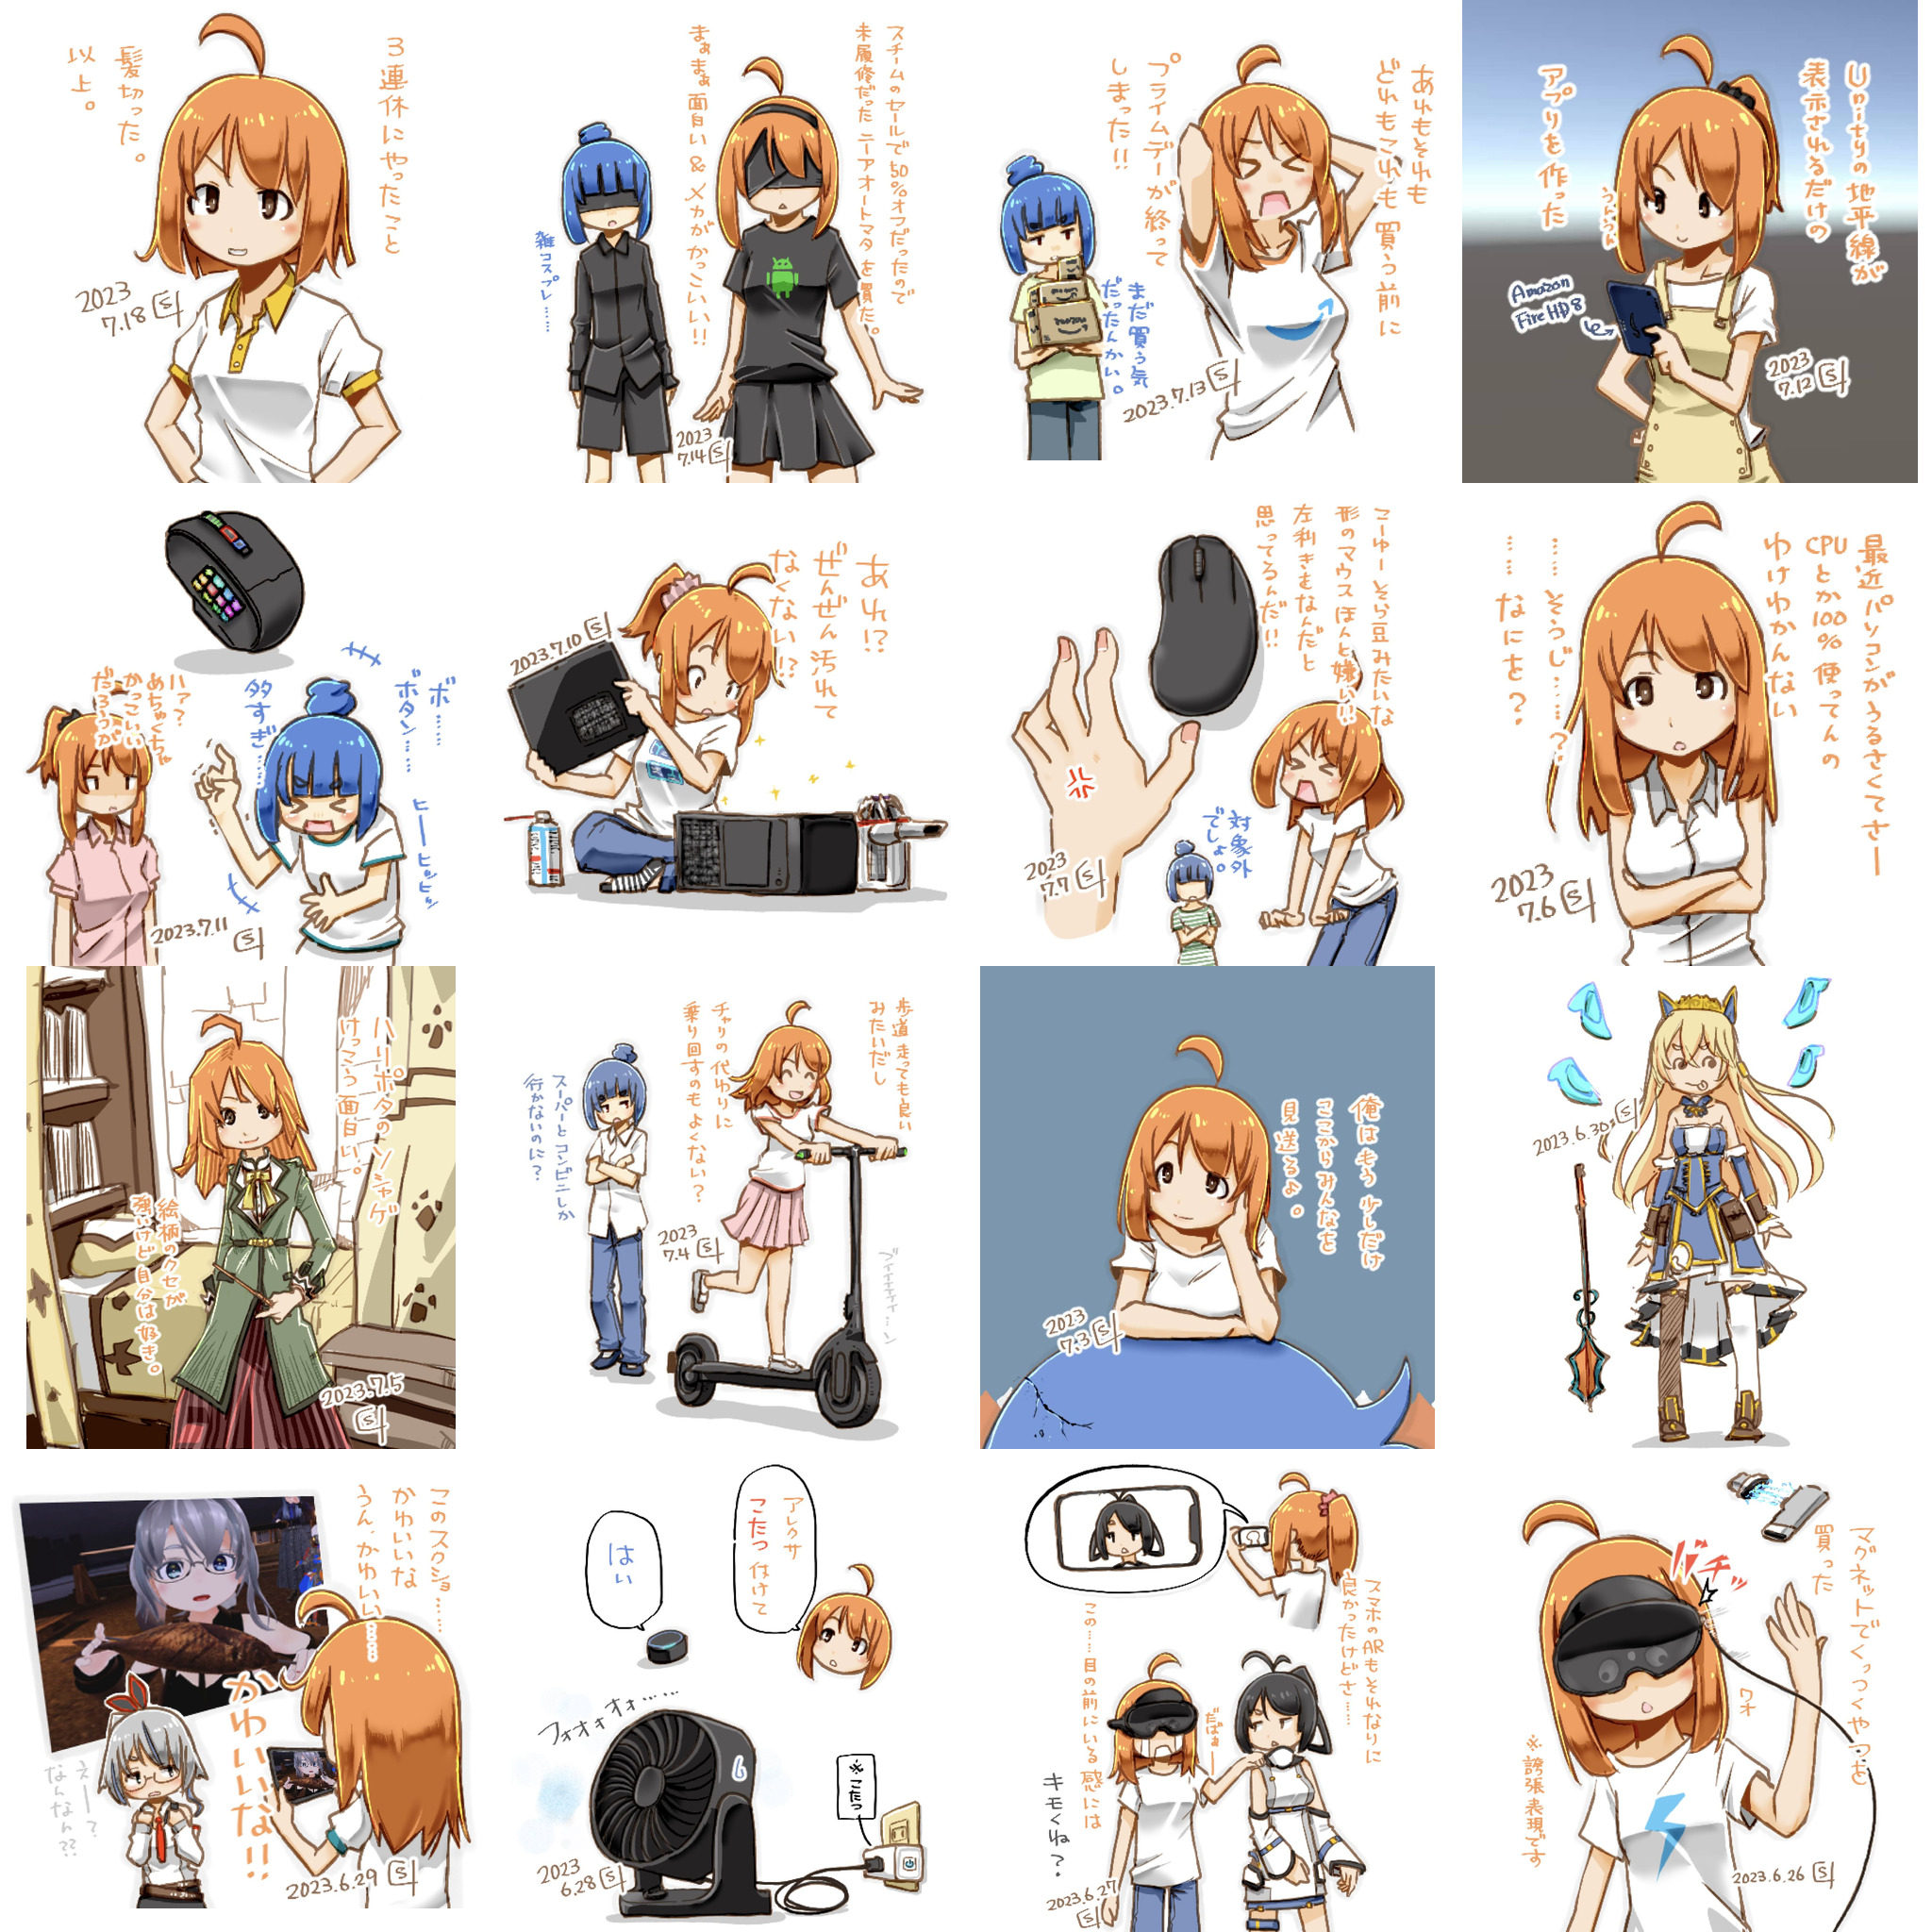 3連休にやったこと
髪切った。
以上。
2023
7.18
スチームのセールで50%オフだったので
未履修だったニーアオートマタを買た。
まぁまぁ面白い&メカがかっこいい!!
雑コスプレ……
2023
7.14
あれもそれも
どれもこれも買う前に
プライムデーが終って
しまった!!
まだ買う気
だったんかい。
2023.7.13
Unityの地平線が
表示されるだけの
アプリを作った
うんうん
Amazon
Fire HD8
2023
7.12
ボ……
ボタン……
多すぎ……
ヒーーヒッヒッ
ハァ?
めちゃくちゃ
かっこいい
だろうが
2023.7.11
あれ!?
ぜんぜん汚れて
なくない!?
2023.7.10
こーゆーそら豆みたいな
形のマウスほんと嫌い!!
左利きをなんだと
思ってるんだ!!
対象外
でしょ。
2023
7.7
最近パソコンがうるさくてさー
CPUとか100%使ってんの
わけわかんない
……そうじ……?
……なにを?
2023
7.6
ハリーポタのソシャゲ
けっこう面白い。
絵柄のクセが
強いけど自分は好き。
2023.7.5
歩道走っても良い
みたいだし
チャリの代わりに
乗り回すのもよくない?
スーパーとコンビニしか
行かないのに?
2023
7.4
俺はもう少しだけ
ここからみんなを
見送るよ。
2023
7.3
2023.6.30
このスクショ……
かわいいな
うん、かわいい……
かわいいな!!
えー?
なんなん??
2023.6.29
アレクサ
こたつ付けて
はい
フォオォオォ……
※こたつ
2023
6.28
スマホのARもそれなりに
良かったけどさ……
この……目の前にいる感には
だばぁー
キモくね?
2023.6.27
マグネットでくっつくやつを
買った
バチッ
ワオ
※誇張表現です
2023.6.26